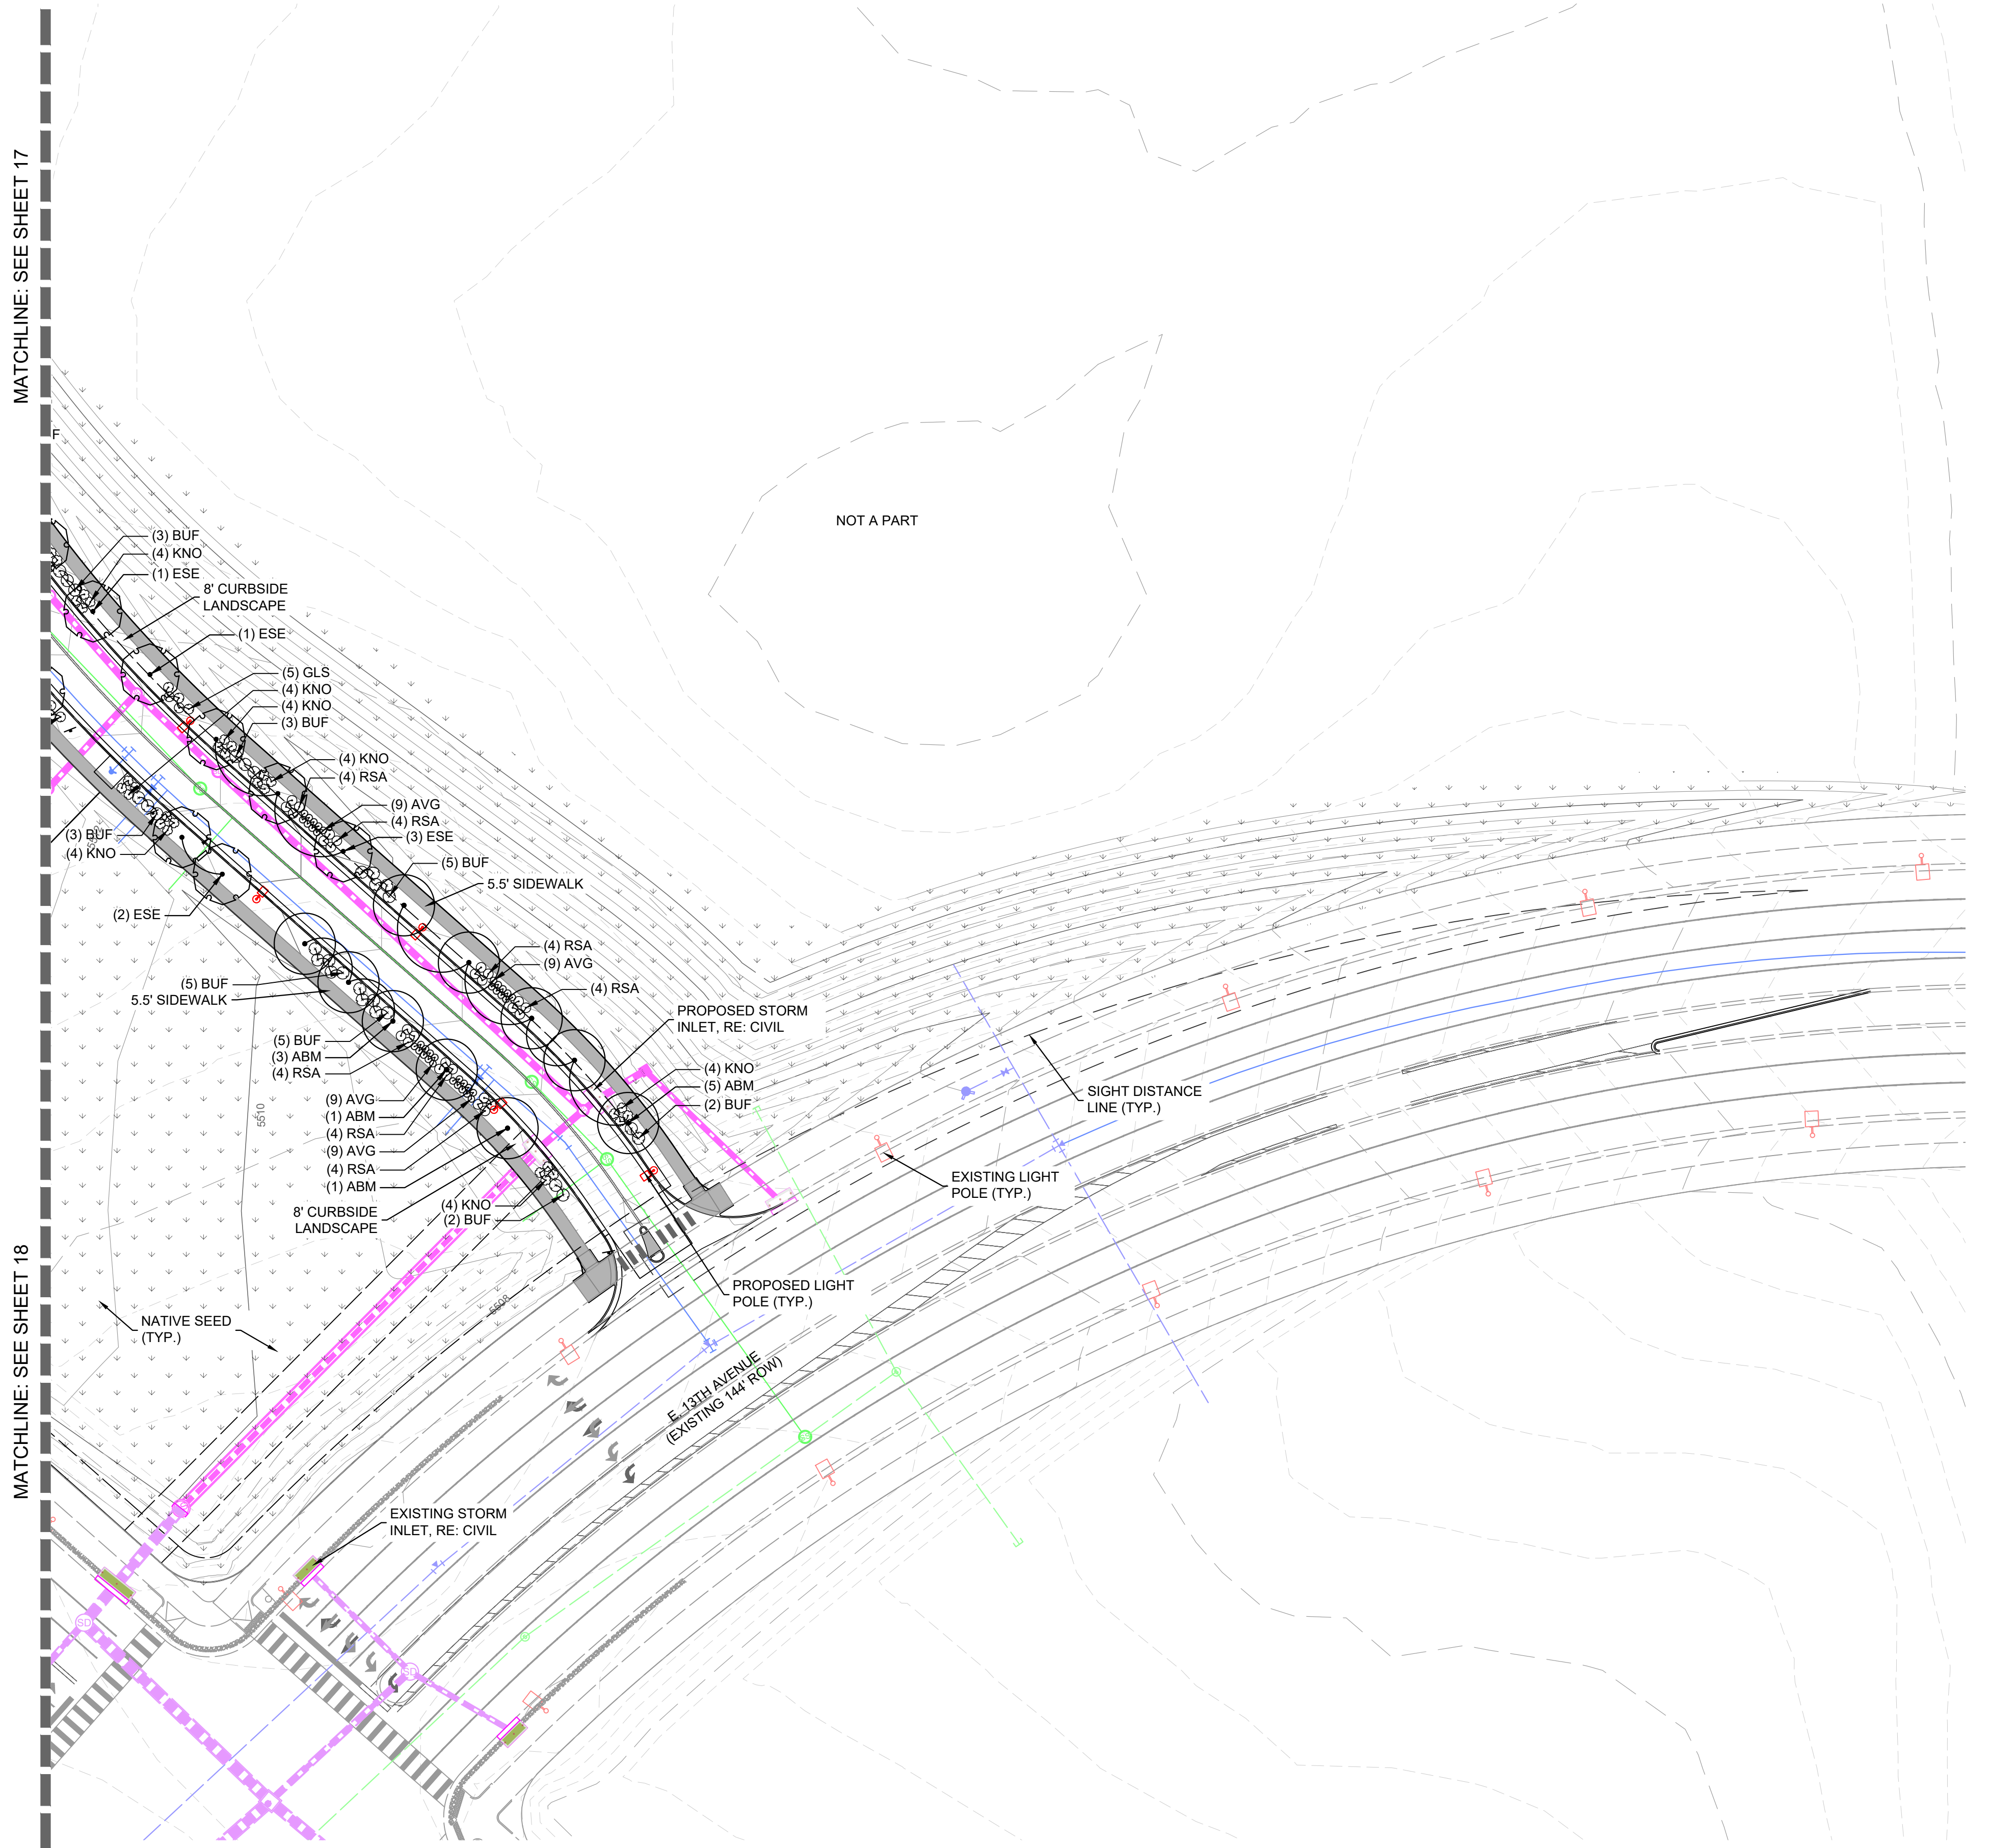 MATCHLINE: SEE SHEET 17
MATCHLINE: SEE SHEET 18
F
(3) BUF
(4) KNO
(1) ESE
8' CURBSIDE
LANDSCAPE
(1) ESE
(5) GLS
(4) KNO
(4) KNO
(3) BUF
(4) KNO
(4) RSA
(9) AVG
(4) RSA
(3) ESE
(5) BUF
5.5' SIDEWALK
(4) RSA
(9) AVG
(4) RSA
PROPOSED STORM
INLET, RE: CIVIL
(4) KNO
(5) ABM
(2) BUF
NOT A PART
(3) BUF
(4) KNO
(2) ESE
(5) BUF
5.5' SIDEWALK
(5) BUF
(3) ABM
(4) RSA
(9) AVG
(1) ABM
(4) RSA
(9) AVG
(4) RSA
(1) ABM
8' CURBSIDE
LANDSCAPE
(4) KNO
(2) BUF
5510
5508
SIGHT DISTANCE
LINE (TYP.)
EXISTING LIGHT
POLE (TYP.)
PROPOSED LIGHT
POLE (TYP.)
NATIVE SEED
(TYP.)
E. 13TH AVENUE
(EXISTING 144' ROW)
EXISTING STORM
INLET, RE: CIVIL
SD
SD